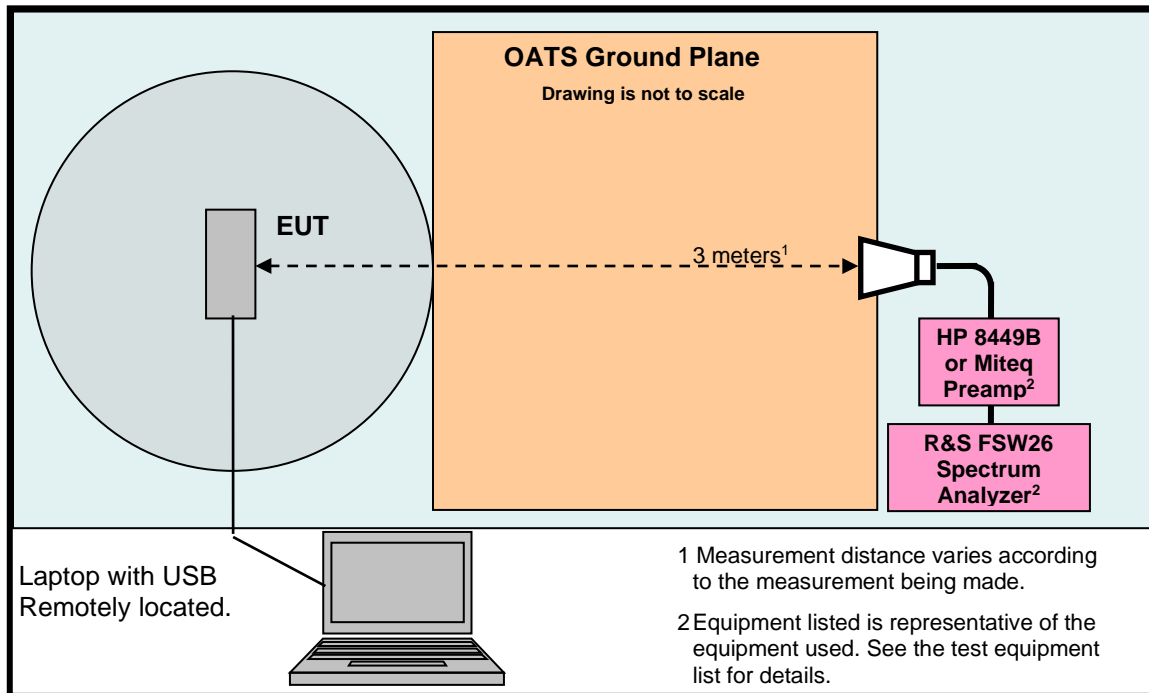 OATS Ground Plane
Drawing is not to scale
EUT
3 meters¹
HP 8449B
or Miteq
Preamp²
R&S FSW26
Spectrum
Analyzer²
Laptop with USB
Remotely located.
1 Measurement distance varies according
to the measurement being made.
2 Equipment listed is representative of the
equipment used. See the test equipment
list for details.